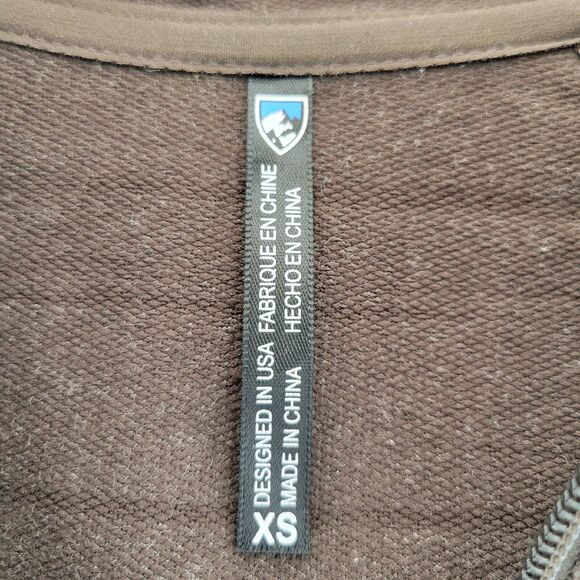 DESIGNED IN USA FABRIQUE EN CHINE
MADE IN CHINA HECHO EN CHINA
XS